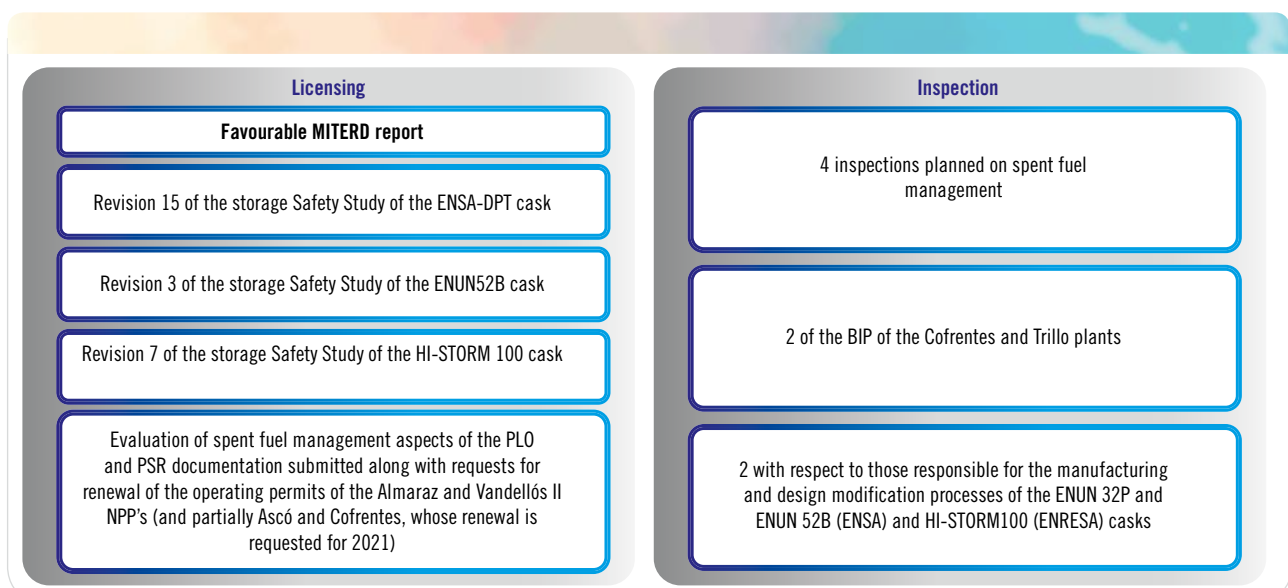 Licensing
Favourable MITERD report
Revision 15 of the storage Safety Study of the ENSA-DPT cask
Revision 3 of the storage Safety Study of the ENUN52B cask
Revision 7 of the storage Safety Study of the HI-STORM 100 cask
Evaluation of spent fuel management aspects of the PLO
and PSR documentation submitted along with requests for
renewal of the operating permits of the Almaraz and Vandellós II
NPP's (and partially Ascó and Cofrentes, whose renewal is
requested for 2021)
Inspection
4 inspections planned on spent fuel
management
2 of the BIP of the Cofrentes and Trillo plants
2 with respect to those responsible for the manufacturing
and design modification processes of the ENUN 32P and
ENUN 52B (ENSA) and HI-STORM100 (ENRESA) casks